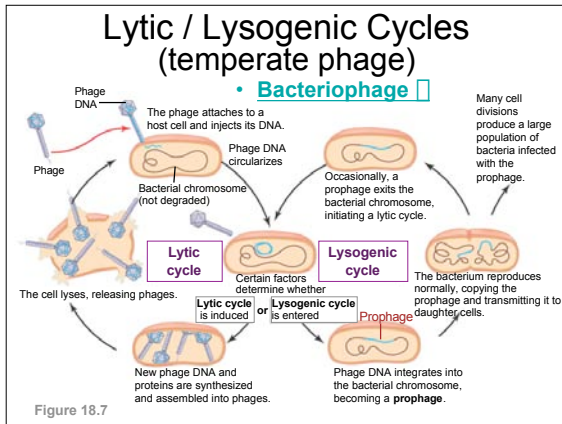 Lytic / Lysogenic Cycles
(temperate phage)
• Bacteriophage
Phage
DNA
The phage attaches to a
host cell and injects its DNA.
Many cell
divisions
produce a large
population of
bacteria infected
with the
prophage.
Phage
Phage DNA
circularizes
Bacterial chromosome
(not degraded)
Occasionally, a
prophage exits the
bacterial chromosome,
initiating a lytic cycle.
Lytic
cycle
Lysogenic
cycle
The cell lyses, releasing phages.
Certain factors
determine whether
The bacterium reproduces
normally, copying the
prophage and transmitting it to
daughter cells.
Lytic cycle
is induced
or
Lysogenic cycle
is entered
Prophage
New phage DNA and
proteins are synthesized
and assembled into phages.
Phage DNA integrates into
the bacterial chromosome,
becoming a prophage.
Figure 18.7